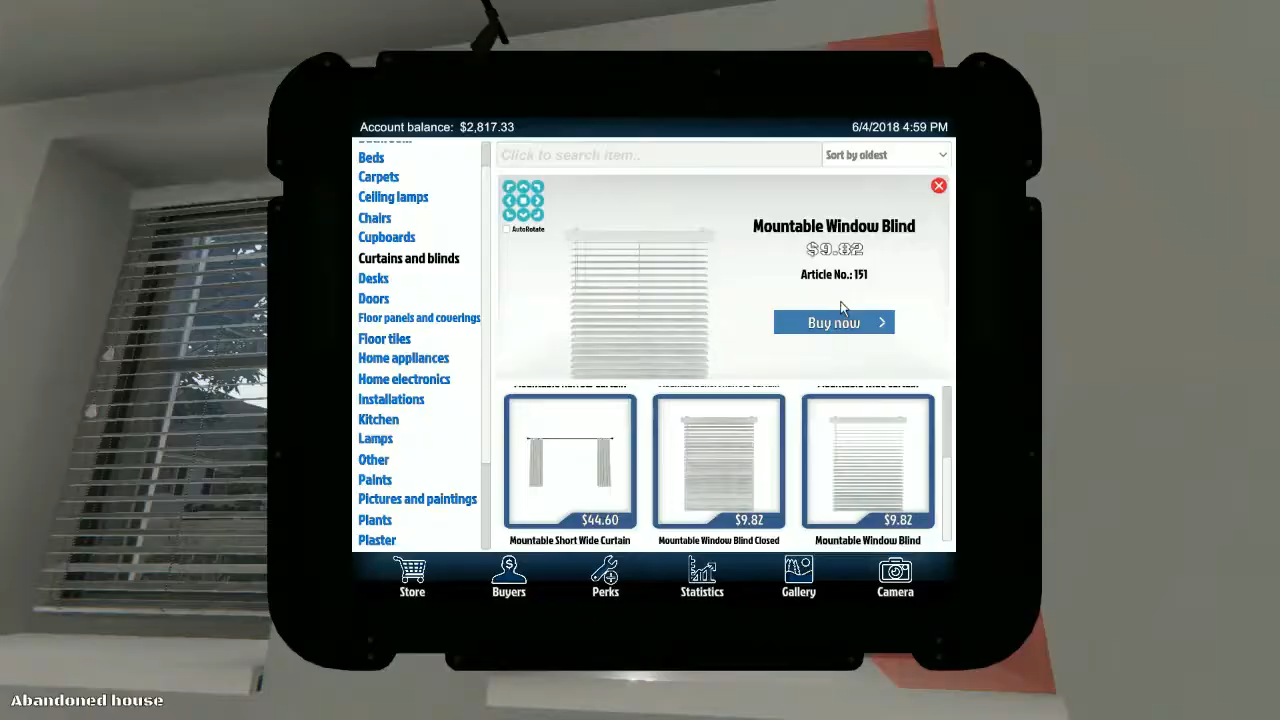 Account balance: $2,817.33
6/4/2018 4:59 PM
Beds
Carpets
Ceiling lamps
Chairs
Cupboards
Curtains and blinds
Desks
Doors
Floor panels and coverings
Floor tiles
Home appliances
Home electronics
Installations
Kitchen
Lamps
Other
Paints
Pictures and paintings
Plants
Plaster
Click to search item..
Sort by oldest
AutoRotate
Mountable Window Blind
$9.82
Article No.: 151
Buy now
$44.60
$9.82
$9.82
Mountable Short Wide Curtain
Mountable Window Blind Closed
Mountable Window Blind
Store
Buyers
Perks
Statistics
Gallery
Camera
Abandoned house